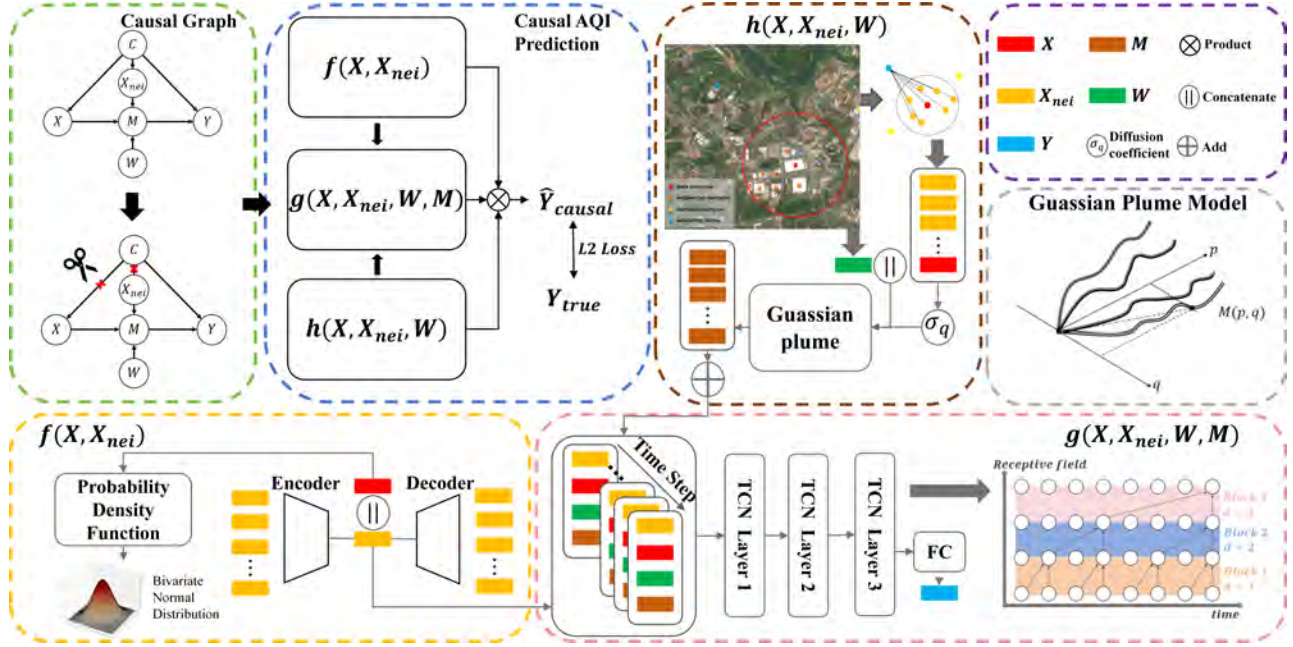 Causal Graph
C
X_nei
X
M
Y
W
C
X_nei
X
M
Y
W
Causal AQI
Prediction
f(X, X_nei)
g(X, X_nei, W, M)
h(X, X_nei, W)
Ŷ_causal
L2 Loss
Y_true
h(X, X_nei, W)
||
Guassian
plume
σ_q
X
M
Product
X_nei
W
||
Concatenate
Y
σ_q
Diffusion
coefficient
Add
Guassian Plume Model
p
M(p, q)
q
f(X, X_nei)
Probability
Density
Function
Bivariate
Normal
Distribution
Encoder
||
Decoder
g(X, X_nei, W, M)
Time Step
TCN Layer 1
TCN Layer 2
TCN Layer 3
FC
Receptive field
Block 2
d = 2
time